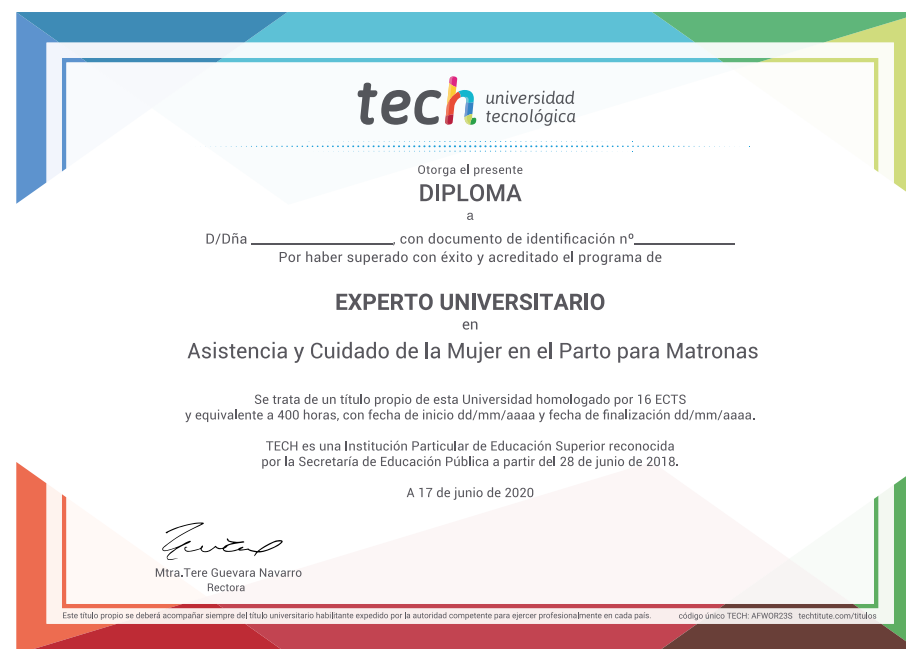 tech universidad
tecnológica
Otorga el presente
DIPLOMA
a
D/Dña ____________________, con documento de identificación nº______________
Por haber superado con éxito y acreditado el programa de
EXPERTO UNIVERSITARIO
en
Asistencia y Cuidado de la Mujer en el Parto para Matronas
Se trata de un título propio de esta Universidad homologado por 16 ECTS
y equivalente a 400 horas, con fecha de inicio dd/mm/aaaa y fecha de finalización dd/mm/aaaa.
TECH es una Institución Particular de Educación Superior reconocida
por la Secretaría de Educación Pública a partir del 28 de junio de 2018.
A 17 de junio de 2020
Mtra.Tere Guevara Navarro
Rectora
Este título propio se deberá acompañar siempre del título universitario habilitante expedido por la autoridad competente para ejercer profesionalmente en cada país. código único TECH: AFWOR23S techtitute.com/titulos